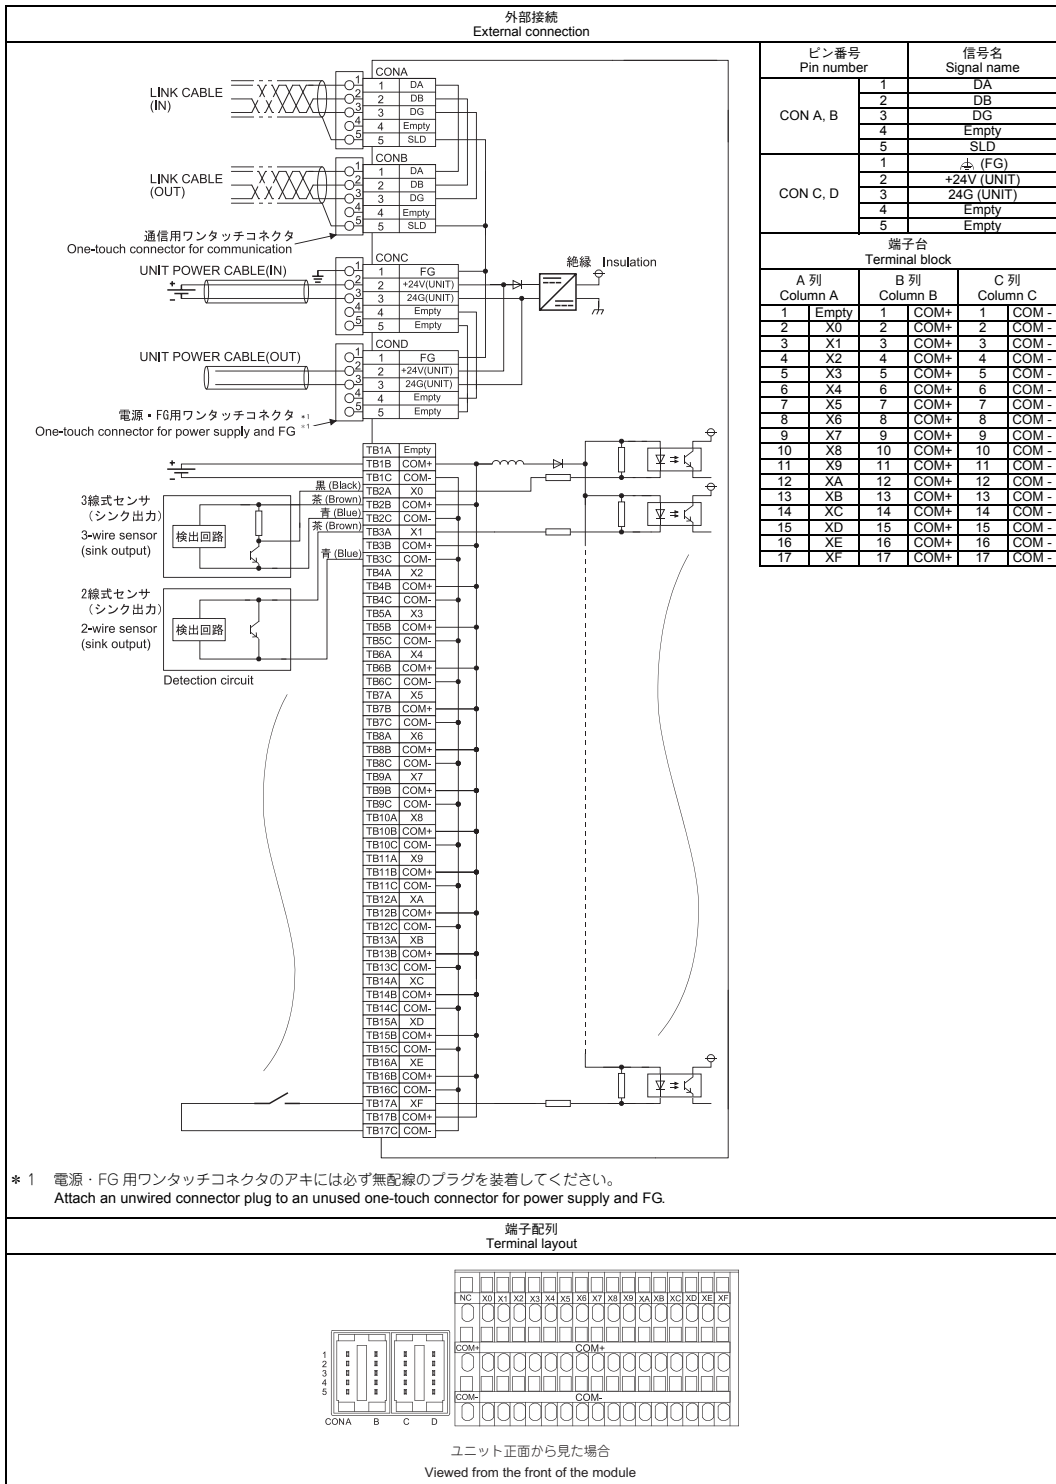 外部接続
External connection
LINK CABLE
(IN)
1
2
3
4
5
CONA
1 DA
2 DB
3 DG
4 Empty
5 SLD
LINK CABLE
(OUT)
1
2
3
4
5
CONB
1 DA
2 DB
3 DG
4 Empty
5 SLD
通信用ワンタッチコネクタ
One-touch connector for communication
UNIT POWER CABLE(IN)
+
-
1
2
3
4
5
CONC
1 FG
2 +24V(UNIT)
3 24G(UNIT)
4 Empty
5 Empty
絶縁 Insulation
UNIT POWER CABLE(OUT)
1
2
3
4
5
COND
1 FG
2 +24V(UNIT)
3 24G(UNIT)
4 Empty
5 Empty
電源・FG用ワンタッチコネクタ *1
One-touch connector for power supply and FG *1
+
-
TB1A Empty
TB1B COM+
TB1C COM-
黒 (Black)
TB2A X0
茶 (Brown)
TB2B COM+
青 (Blue)
TB2C COM-
茶 (Brown)
TB3A X1
TB3B COM+
青 (Blue)
TB3C COM-
TB4A X2
TB4B COM+
TB4C COM-
TB5A X3
TB5B COM+
TB5C COM-
TB6A X4
TB6B COM+
TB6C COM-
TB7A X5
TB7B COM+
TB7C COM-
TB8A X6
TB8B COM+
TB8C COM-
TB9A X7
TB9B COM+
TB9C COM-
TB10A X8
TB10B COM+
TB10C COM-
TB11A X9
TB11B COM+
TB11C COM-
TB12A XA
TB12B COM+
TB12C COM-
TB13A XB
TB13B COM+
TB13C COM-
TB14A XC
TB14B COM+
TB14C COM-
TB15A XD
TB15B COM+
TB15C COM-
TB16A XE
TB16B COM+
TB16C COM-
TB17A XF
TB17B COM+
TB17C COM-
3線式センサ
（シンク出力）
3-wire sensor
(sink output)
検出回路
2線式センサ
（シンク出力）
2-wire sensor
(sink output)
検出回路
Detection circuit
ピン番号 信号名
Pin number Signal name
CON A, B
1 DA
2 DB
3 DG
4 Empty
5 SLD
CON C, D
1 (FG)
2 +24V (UNIT)
3 24G (UNIT)
4 Empty
5 Empty
端子台
Terminal block
A 列 B 列 C 列
Column A Column B Column C
1 Empty 1 COM+ 1 COM -
2 X0 2 COM+ 2 COM -
3 X1 3 COM+ 3 COM -
4 X2 4 COM+ 4 COM -
5 X3 5 COM+ 5 COM -
6 X4 6 COM+ 6 COM -
7 X5 7 COM+ 7 COM -
8 X6 8 COM+ 8 COM -
9 X7 9 COM+ 9 COM -
10 X8 10 COM+ 10 COM -
11 X9 11 COM+ 11 COM -
12 XA 12 COM+ 12 COM -
13 XB 13 COM+ 13 COM -
14 XC 14 COM+ 14 COM -
15 XD 15 COM+ 15 COM -
16 XE 16 COM+ 16 COM -
17 XF 17 COM+ 17 COM -
* 1 電源・FG 用ワンタッチコネクタのアキには必ず無配線のプラグを装着してください。
Attach an unwired connector plug to an unused one-touch connector for power supply and FG.
端子配列
Terminal layout
NC X0 X1 X2 X3 X4 X5 X6 X7 X8 X9 XA XB XC XD XE XF
COM+ COM+
COM- COM-
1
2
3
4
5
CONA B C D
ユニット正面から見た場合
Viewed from the front of the module